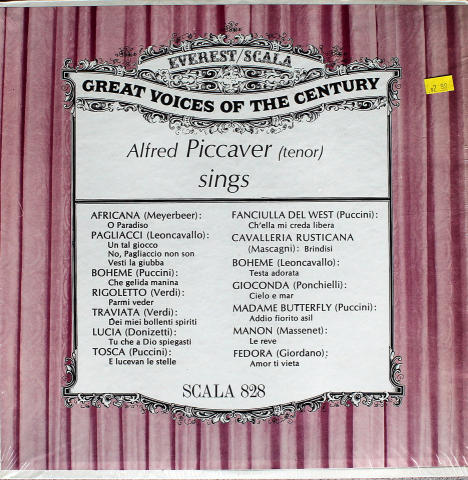 EVEREST/SCALA
GREAT VOICES OF THE CENTURY
Alfred Piccaver (tenor)
sings
AFRICANA (Meyerbeer):
O Paradiso
PAGLIACCI (Leoncavallo):
Un tal giocco
No, Pagliaccio non son
Vesti la giubba
BOHEME (Puccini):
Che gelida manina
RIGOLETTO (Verdi):
Parmi veder
TRAVIATA (Verdi):
Dei miei bollenti spiriti
LUCIA (Donizetti):
Tu che a Dio spiegasti
TOSCA (Puccini):
E lucevan le stelle
FANCIULLA DEL WEST (Puccini):
Ch'ella mi creda libera
CAVALLERIA RUSTICANA
(Mascagni): Brindisi
BOHEME (Leoncavallo):
Testa adorata
GIOCONDA (Ponchielli):
Cielo e mar
MADAME BUTTERFLY (Puccini):
Addio fiorito asil
MANON (Massenet):
Le reve
FEDORA (Giordano):
Amor ti vieta
SCALA 828